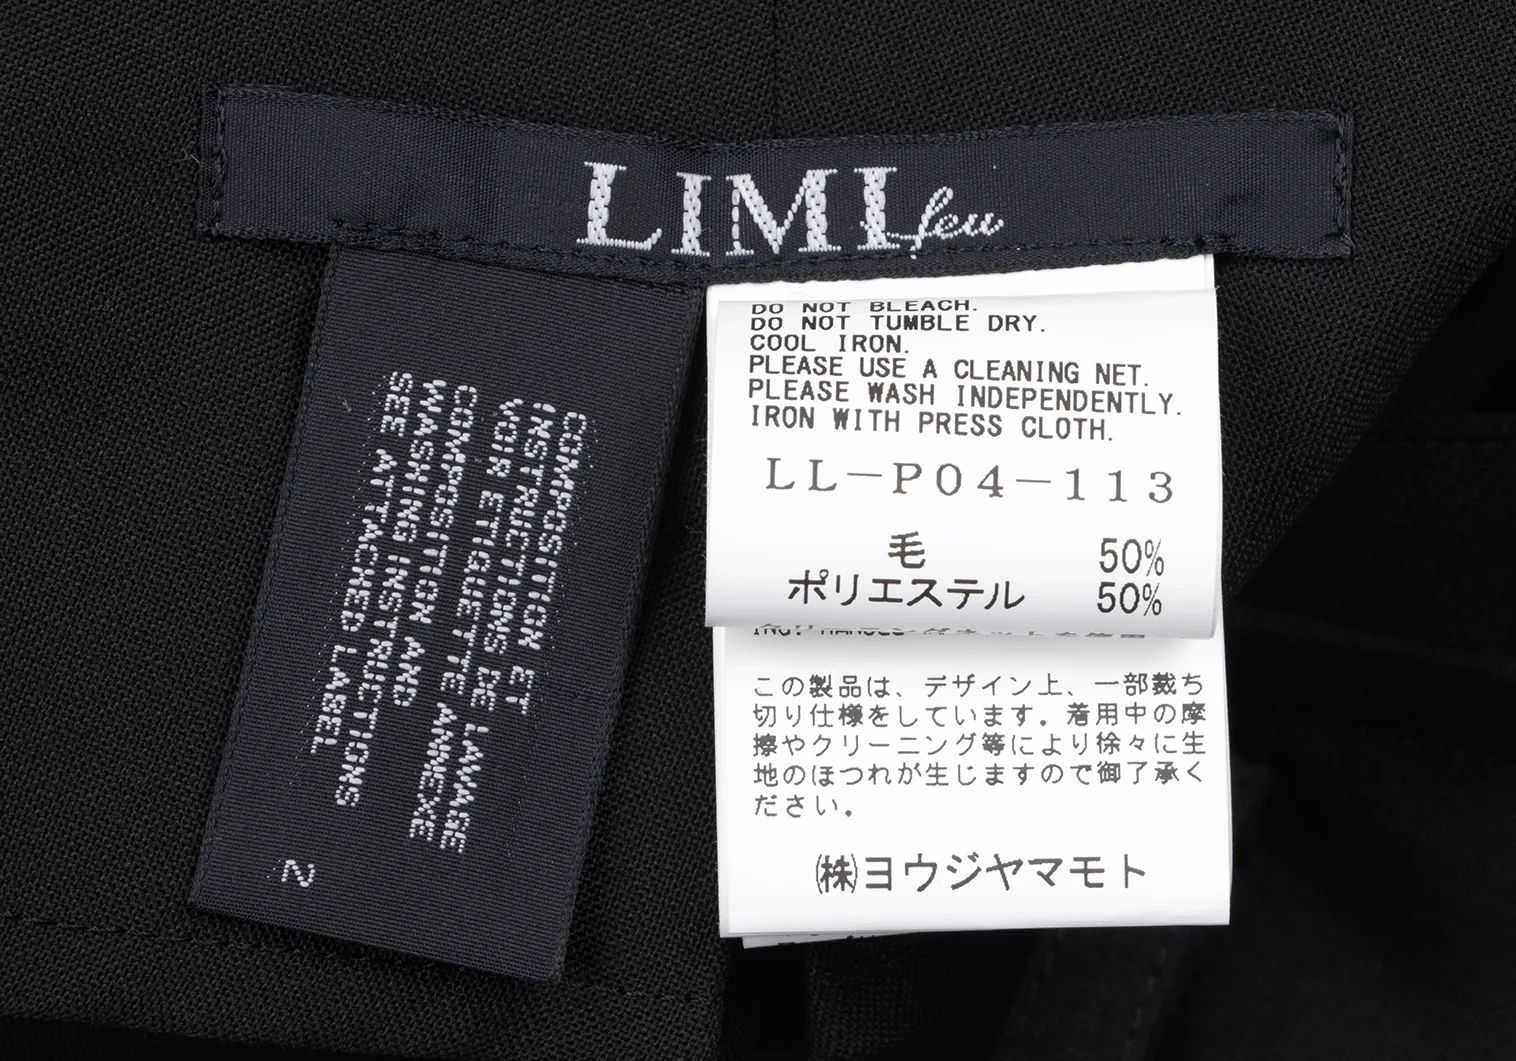 LIMI feu
COMPOSITION ET
INSTRUCTIONS DE LAVAGE
VOIR ETIQUETTE ANNEXE
COMPOSITION AND
WASHING INSTRUCTIONS
SEE ATTACHED LABEL
2
DO NOT BLEACH.
DO NOT TUMBLE DRY.
COOL IRON.
PLEASE USE A CLEANING NET.
PLEASE WASH INDEPENDENTLY.
IRON WITH PRESS CLOTH.
LL-P04-113
毛 50%
ポリエステル 50%
この製品は、デザイン上、一部裁ち
切り仕様をしています。着用中の摩
擦やクリーニング等により徐々に生
地のほつれが生じますので御了承く
ださい。
㈱ヨウジヤマモト